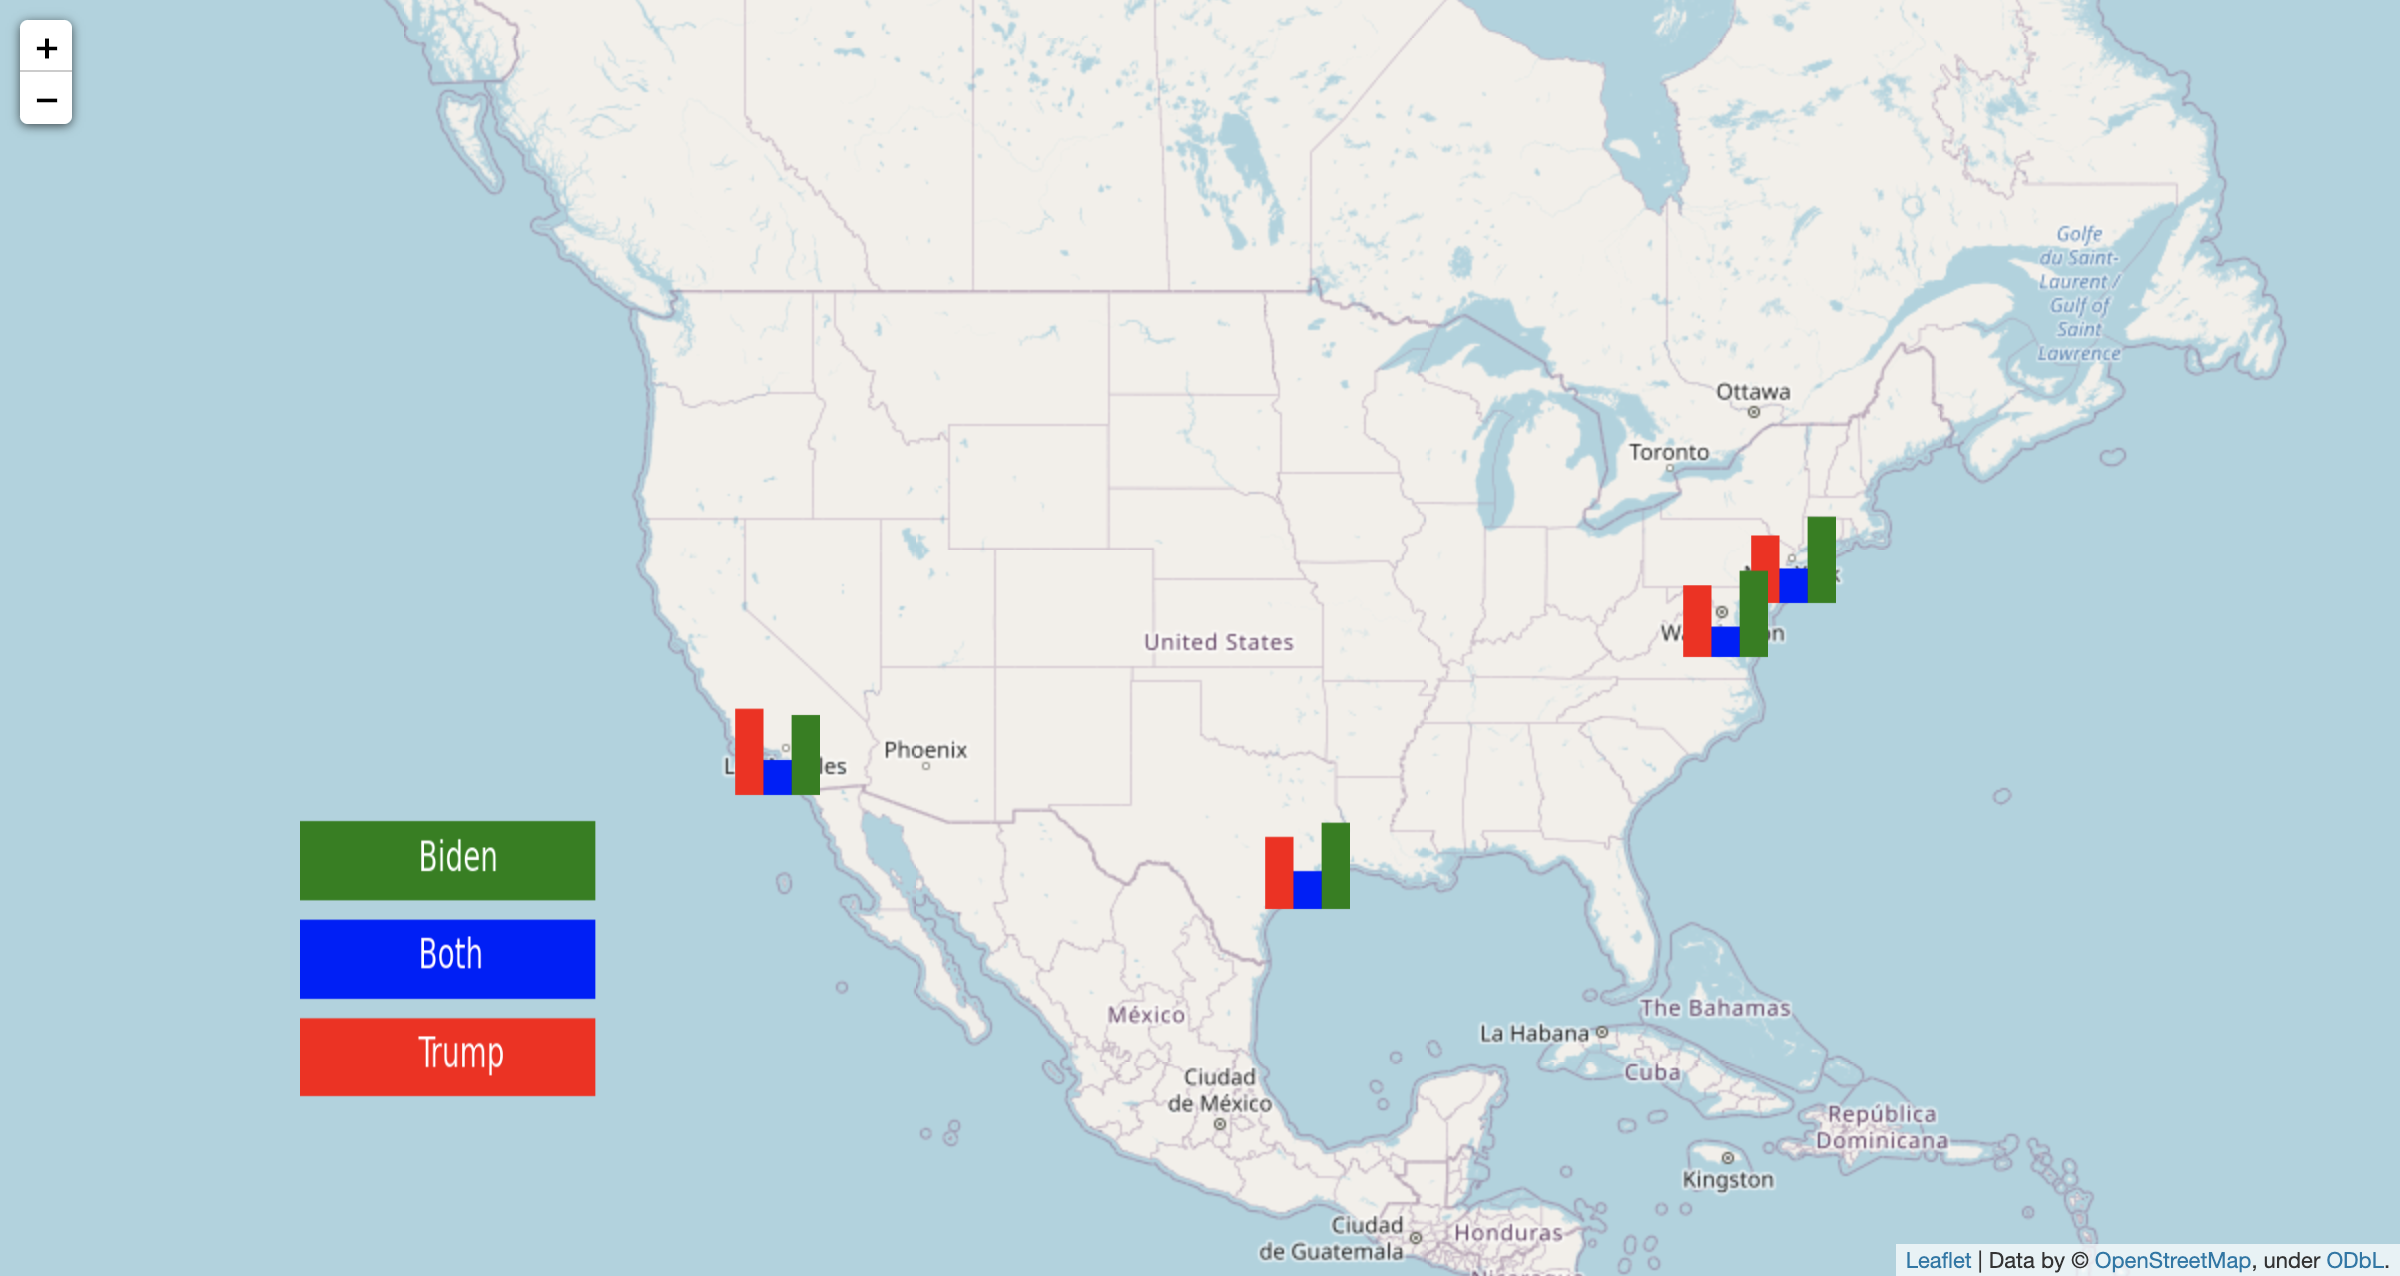 +
−
Golfe
du Saint-
Laurent /
Gulf of
Saint
Lawrence
Ottawa
Toronto
United States
Phoenix
Biden
Both
Trump
México
The Bahamas
La Habana
Cuba
Ciudad
de México
República
Dominicana
Kingston
Ciudad
de Guatemala
Honduras
Leaflet | Data by © OpenStreetMap, under ODbL.